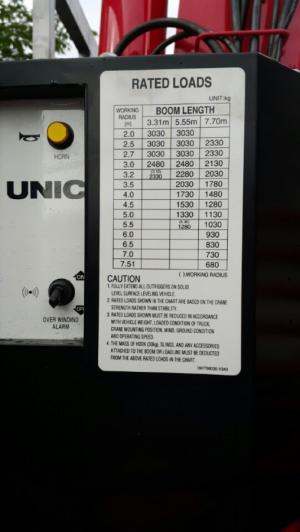 RATED LOADS
UNIT:kg
WORKING RADIUS (m) BOOM LENGTH
3.31m 5.55m 7.70m
2.0 3030 3030
2.5 3030 3030 2330
2.7 3030 3030 2330
3.0 2480 2480 2130
3.2 2330 2280 2030
3.5 2030 1780
4.0 1730 1480
4.5 1530 1280
5.0 1330 1130
5.5 1280 1030
6.0 930
6.5 830
7.0 730
7.51 680
( ):WORKING RADIUS
CAUTION
1. FULLY EXTEND ALL OUTRIGGERS ON SOLID
LEVEL SURFACE LEVELING VEHICLE.
2. RATED LOADS SHOWN IN THE CHART ARE BASED ON THE CRANE
STRENGTH RATHER THAN STABILITY.
3. RATED LOADS SHOWN MUST BE REDUCED IN ACCORDANCE
WITH VEHICLE WEIGHT, LOADED CONDITION OF TRUCK,
CRANE MOUNTING POSITION, WIND, GROUND CONDITION
AND OPERATING SPEED.
4. THE MASS OF HOOK (30kg), SLINGS, AND ANY ACCESSORIES
ATTACHED TO THE BOOM OR LOADLINE MUST BE DEDUCTED
FROM THE ABOVE RATED LOADS IN THE CHART.
HORN
UNIC
ON
OFF
OVER WINDING
ALARM